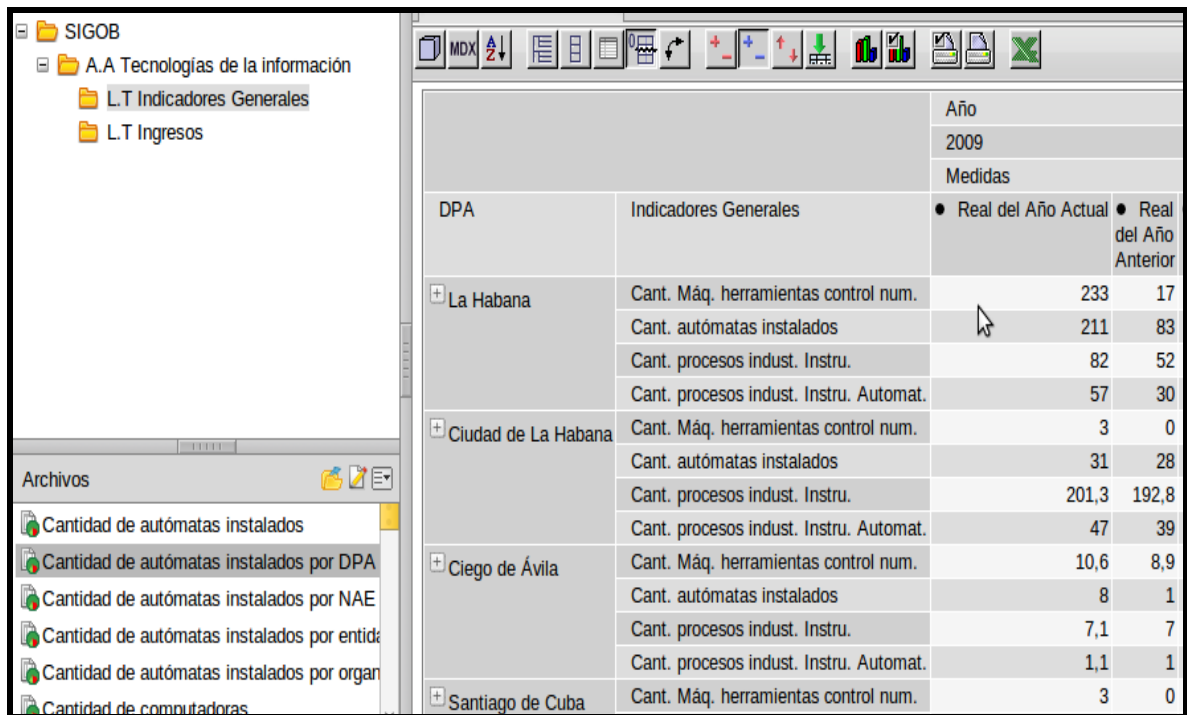 SIGOB
A.A Tecnologías de la información
L.T Indicadores Generales
L.T Ingresos
Archivos
Cantidad de autómatas instalados
Cantidad de autómatas instalados por DPA
Cantidad de autómatas instalados por NAE
Cantidad de autómatas instalados por entida
Cantidad de autómatas instalados por organ
Cantidad de computadoras
MDX
Año
2009
Medidas
DPA Indicadores Generales Real del Año Actual Real
del Año
Anterior
La Habana Cant. Máq. herramientas control num. 233 17
Cant. autómatas instalados 211 83
Cant. procesos indust. Instru. 82 52
Cant. procesos indust. Instru. Automat. 57 30
Ciudad de La Habana Cant. Máq. herramientas control num. 3 0
Cant. autómatas instalados 31 28
Cant. procesos indust. Instru. 201,3 192,8
Cant. procesos indust. Instru. Automat. 47 39
Ciego de Ávila Cant. Máq. herramientas control num. 10,6 8,9
Cant. autómatas instalados 8 1
Cant. procesos indust. Instru. 7,1 7
Cant. procesos indust. Instru. Automat. 1,1 1
Santiago de Cuba Cant. Máq. herramientas control num. 3 0